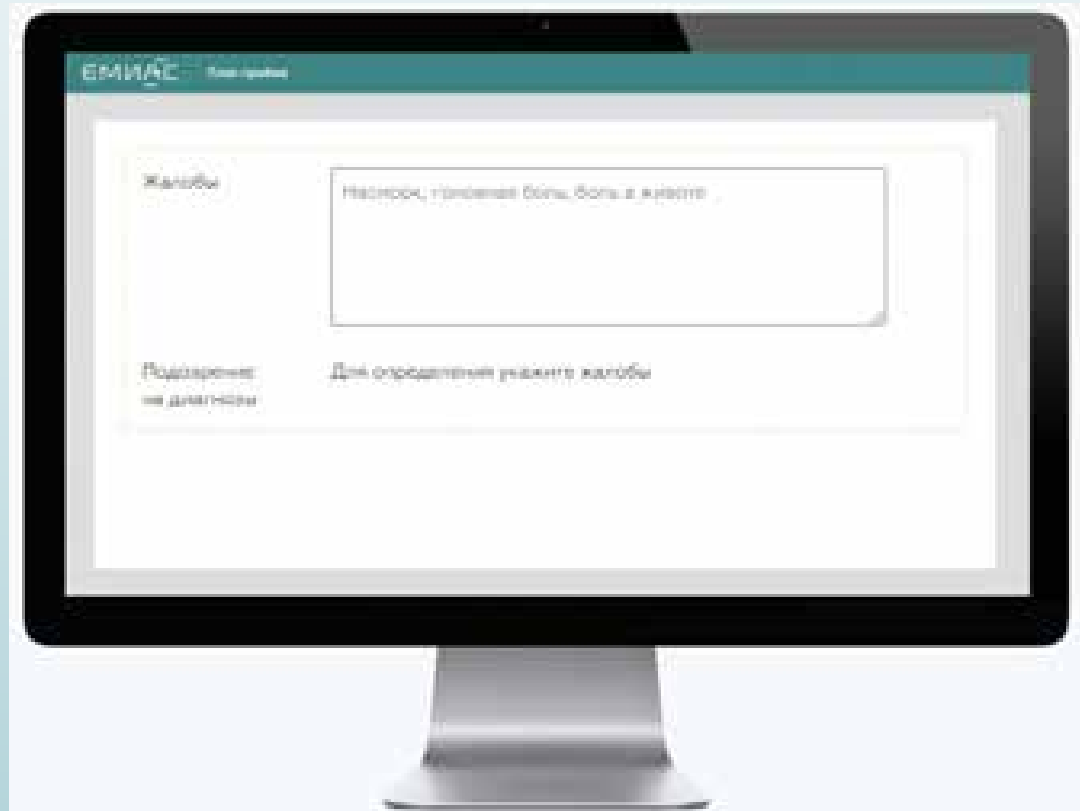 ЕМИАС
Жалобы
Насморк, головная боль, боль в животе
Подозрение
на диагнозы
Для определения укажите жалобы